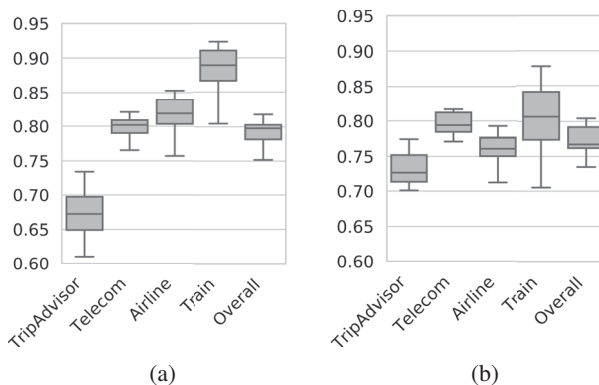 0.95
0.90
0.85
0.80
0.75
0.70
0.65
0.60
TripAdvisor
Telecom
Airline
Train
Overall
(a)
0.95
0.90
0.85
0.80
0.75
0.70
0.65
0.60
TripAdvisor
Telecom
Airline
Train
Overall
(b)